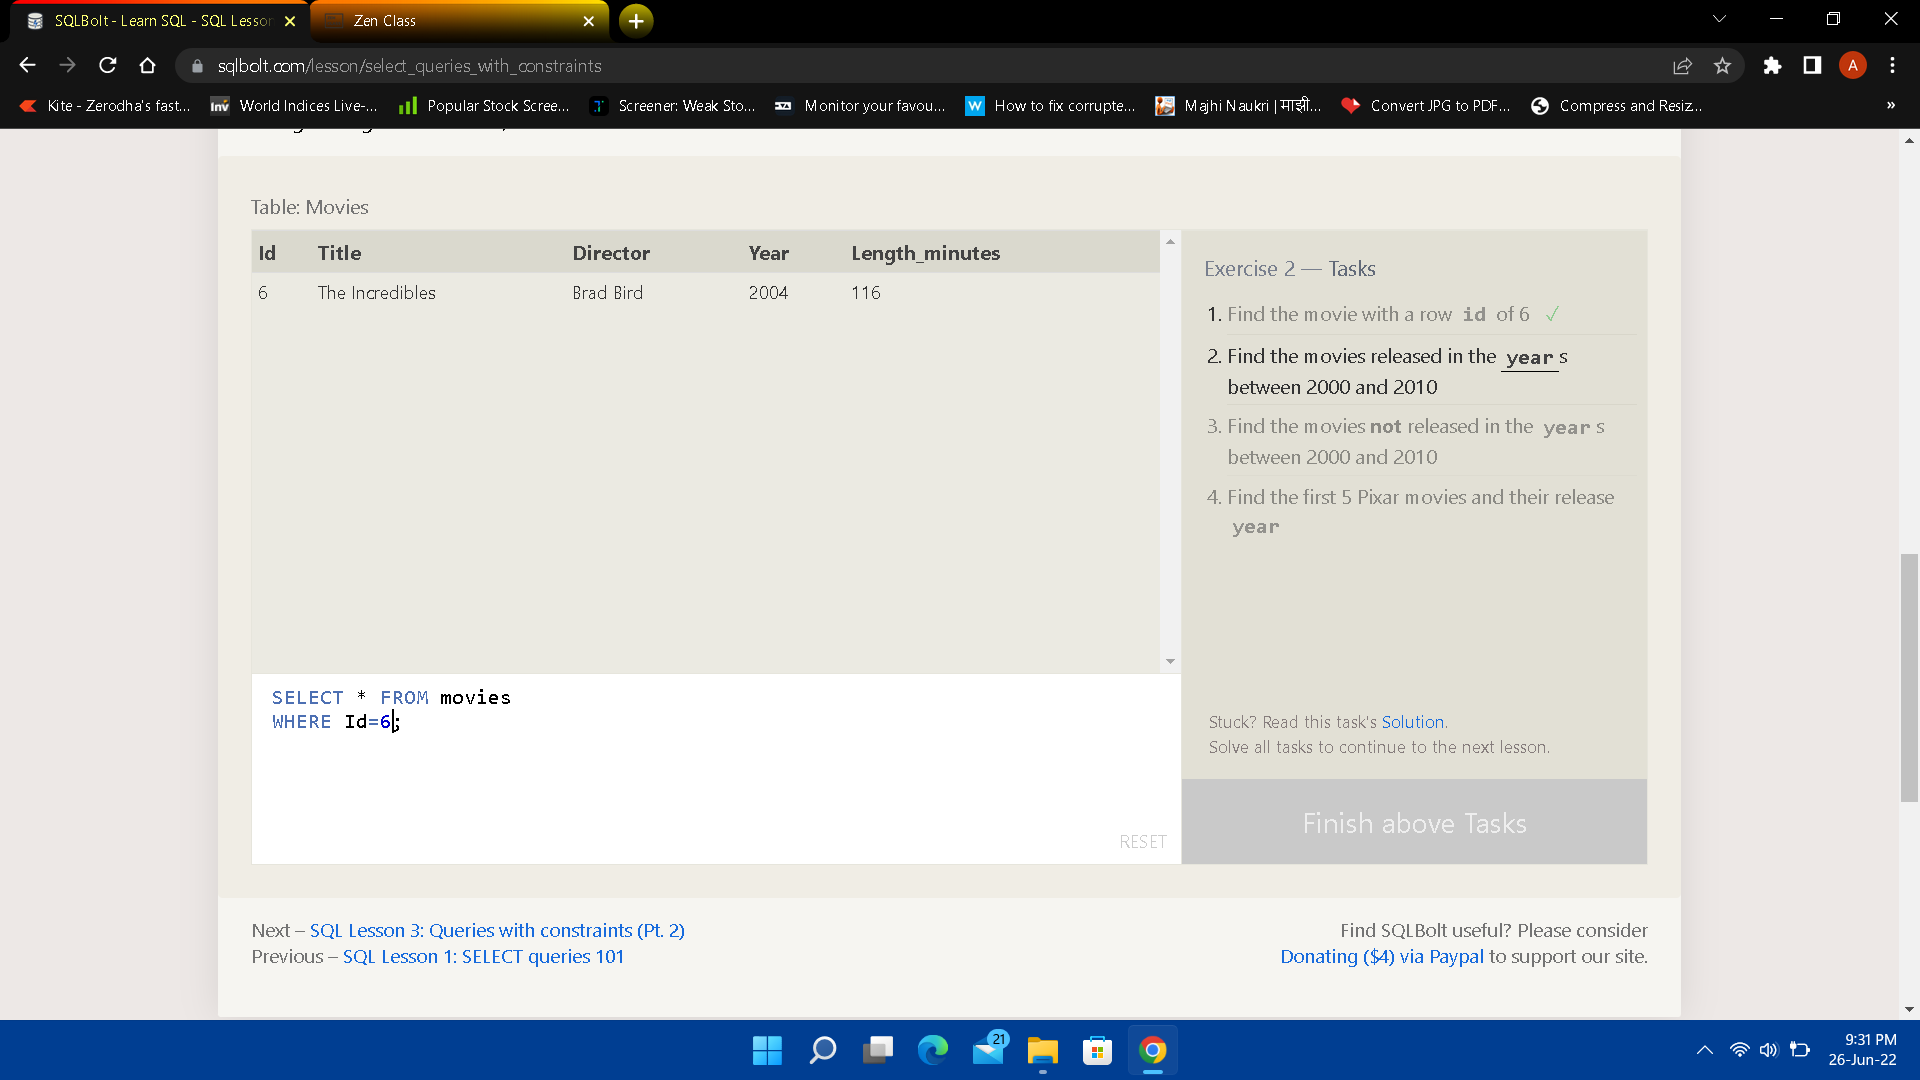 SQLBolt - Learn SQL - SQL Lesson
Zen Class
sqlbolt.com/lesson/select_queries_with_constraints
A
Kite - Zerodha's fast...
Inv
World Indices Live-...
Popular Stock Scree...
Screener: Weak Sto...
Monitor your favou...
W
How to fix corrupte...
Majhi Naukri | माझी...
Convert JPG to PDF...
Compress and Resiz...
»
Table: Movies
Id Title Director Year Length_minutes
6 The Incredibles Brad Bird 2004 116
Exercise 2 — Tasks
1. Find the movie with a row id of 6 ✓
2. Find the movies released in the years
between 2000 and 2010
3. Find the movies not released in the years
between 2000 and 2010
4. Find the first 5 Pixar movies and their release
year
SELECT * FROM movies
WHERE Id=6;
RESET
Stuck? Read this task's Solution.
Solve all tasks to continue to the next lesson.
Finish above Tasks
Next – SQL Lesson 3: Queries with constraints (Pt. 2)
Previous – SQL Lesson 1: SELECT queries 101
Find SQLBolt useful? Please consider
Donating ($4) via Paypal to support our site.
21
9:31 PM
26-Jun-22